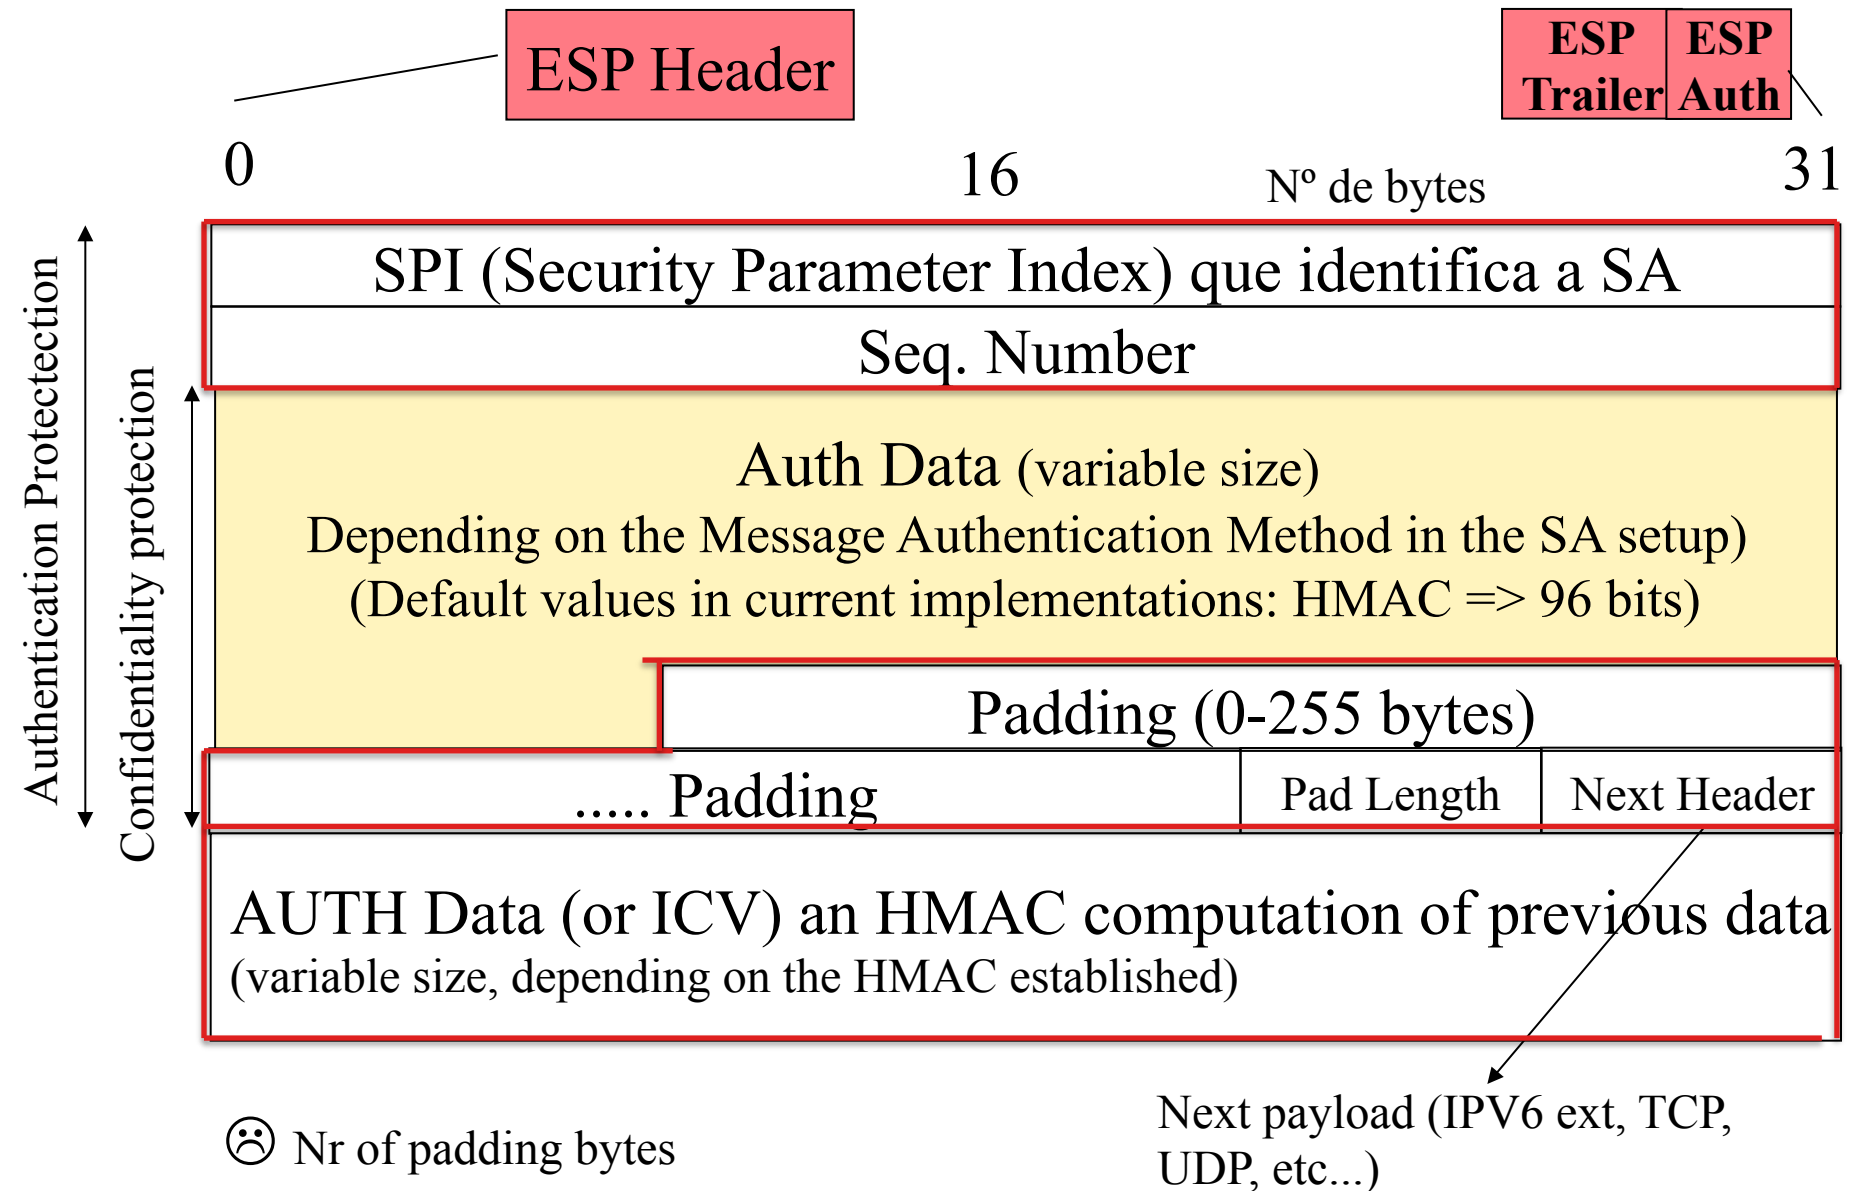 ESP Header
ESP
Trailer
ESP
Auth
0
16
Nº de bytes
31
Authentication Protectection
Confidentiality protection
SPI (Security Parameter Index) que identifica a SA
Seq. Number
Auth Data (variable size)
Depending on the Message Authentication Method in the SA setup)
(Default values in current implementations: HMAC => 96 bits)
Padding (0-255 bytes)
..... Padding
Pad Length
Next Header
AUTH Data (or ICV) an HMAC computation of previous data
(variable size, depending on the HMAC established)
☹ Nr of padding bytes
Next payload (IPV6 ext, TCP,
UDP, etc...)